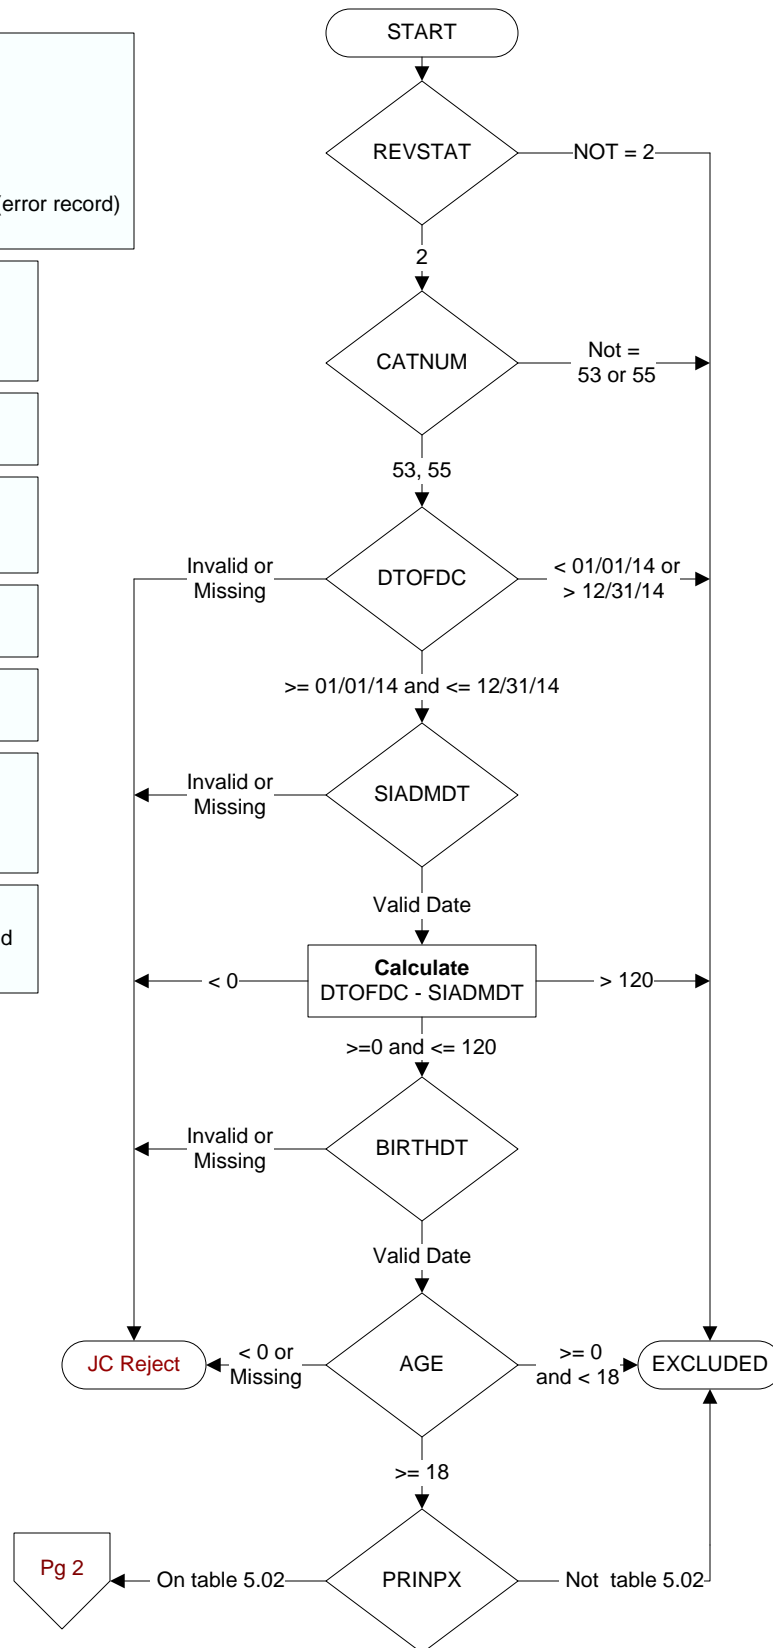 START
REVSTAT
NOT = 2
(error record)
2
CATNUM
Not =
53 or 55
53, 55
Invalid or
Missing
DTOFDC
< 01/01/14 or
> 12/31/14
>= 01/01/14 and <= 12/31/14
Invalid or
Missing
SIADMDT
Valid Date
d
< 0
Calculate
DTOFDC - SIADMDT
> 120
>=0 and <= 120
Invalid or
Missing
BIRTHDT
Valid Date
JC Reject
< 0 or
Missing
AGE
>= 0
and < 18
EXCLUDED
>= 18
Pg 2
On table 5.02
PRINPX
Not table 5.02